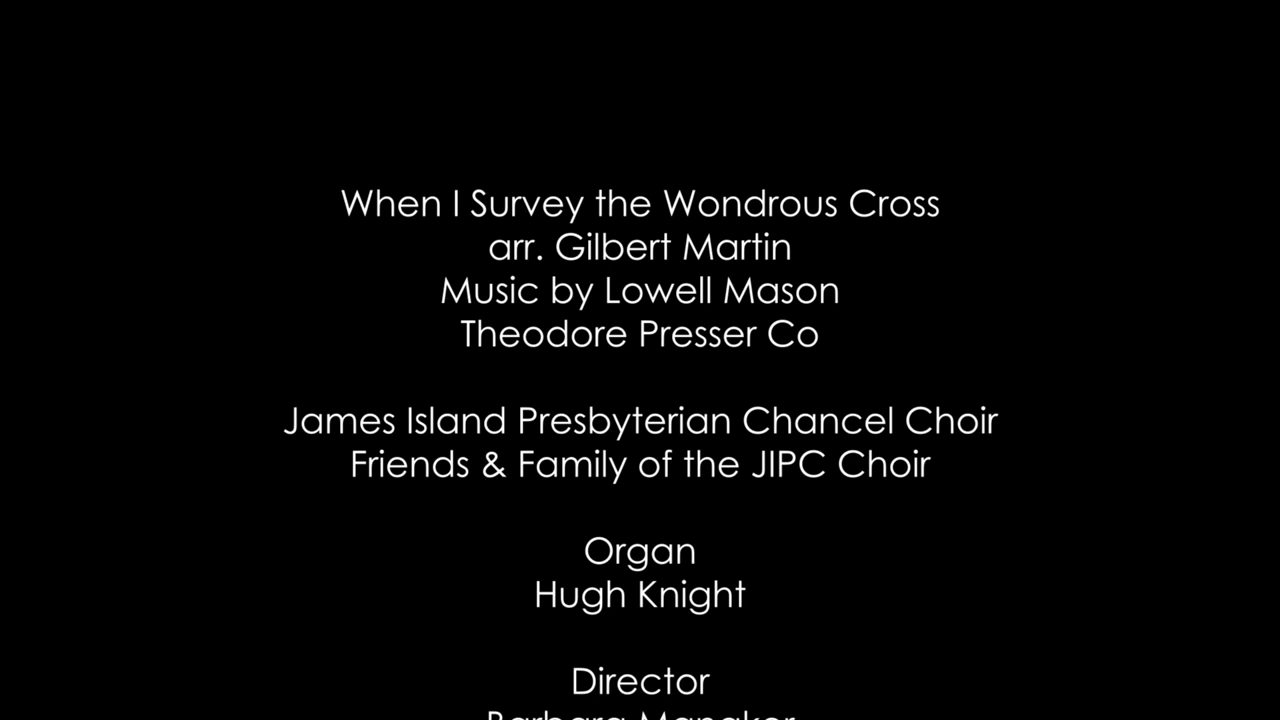 When I Survey the Wondrous Cross
arr. Gilbert Martin
Music by Lowell Mason
Theodore Presser Co
James Island Presbyterian Chancel Choir
Friends & Family of the JIPC Choir
Organ
Hugh Knight
Director
Barbara